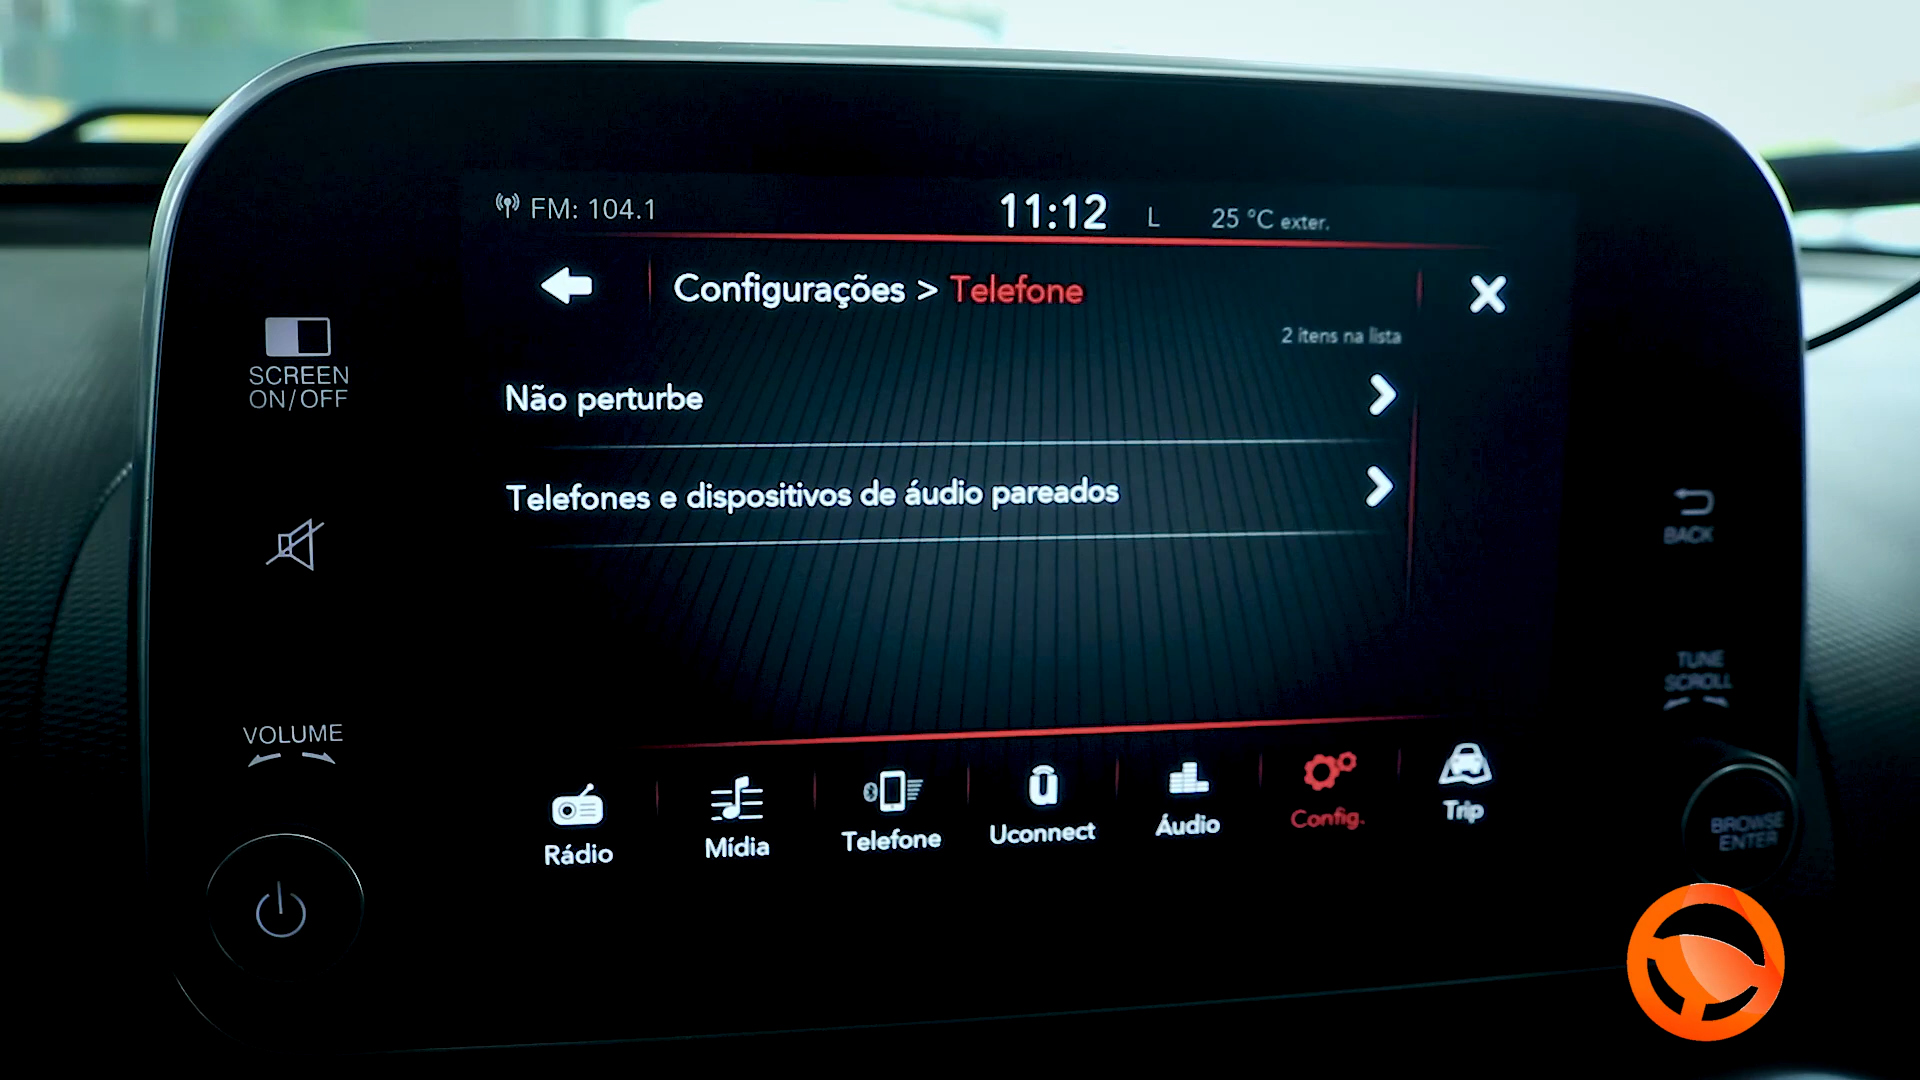 FM: 104.1
11:12
L
25 °C exter.
Configurações > Telefone
2 itens na lista
Não perturbe
Telefones e dispositivos de áudio pareados
Rádio
Mídia
Telefone
Uconnect
Áudio
Config.
Trip
SCREEN
ON/OFF
VOLUME
BACK
TUNE
SCROLL
BROWSE
ENTER